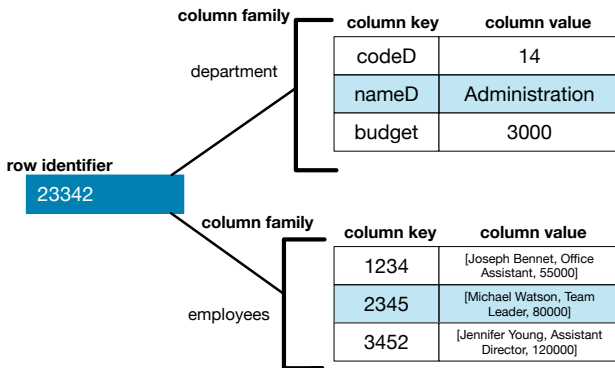 column family
column key column value
department
codeD 14
nameD Administration
budget 3000
row identifier
23342
column family
column key column value
employees
1234 [Joseph Bennet, Office
Assistant, 55000]
2345 [Michael Watson, Team
Leader, 80000]
3452 [Jennifer Young, Assistant
Director, 120000]